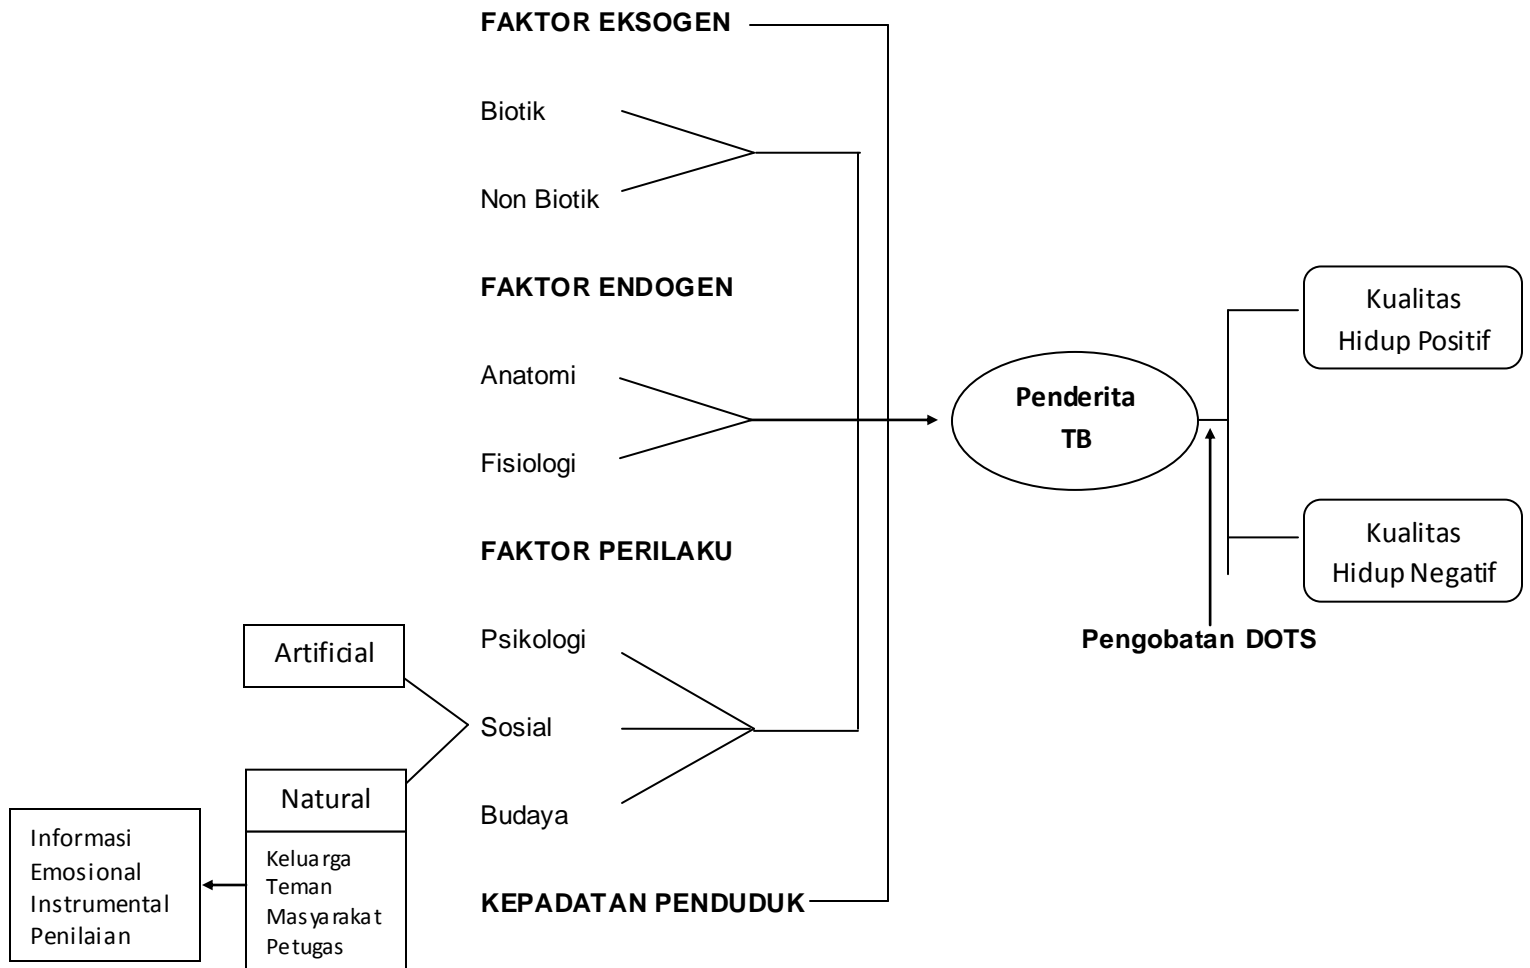 FAKTOR EKSOGEN
Biotik
Non Biotik
FAKTOR ENDOGEN
Anatomi
Fisiologi
FAKTOR PERILAKU
Psikologi
Sosial
Budaya
KEPADATAN PENDUDUK
Artificial
Natural
Keluarga
Teman
Masyarakat
Petugas
Informasi
Emosional
Instrumental
Penilaian
Penderita
TB
Pengobatan DOTS
Kualitas
Hidup Positif
Kualitas
Hidup Negatif